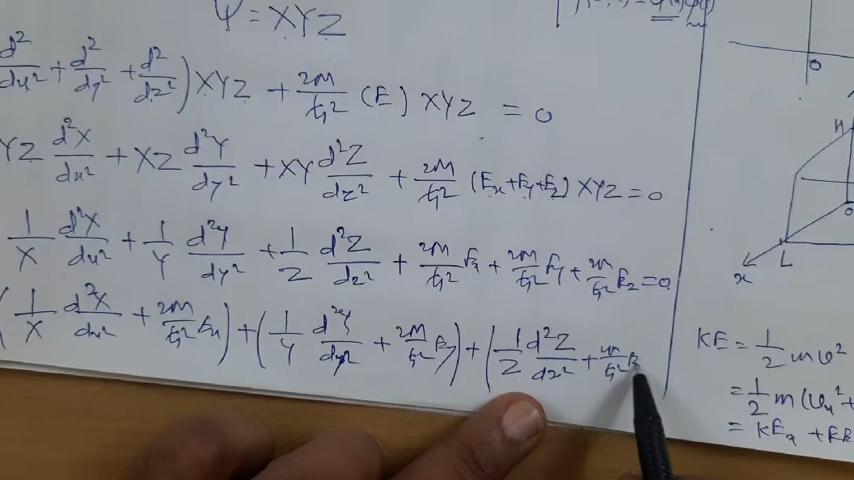 ψ = XYZ
d²/dx² + d²/dy² + d²/dz² ) XYZ + 2m/ħ² (E) XYZ = 0
YZ d²X/dx² + XZ d²Y/dy² + XY d²Z/dz² + 2m/ħ² (Ex+Ey+Ez) XYZ = 0
1/X d²X/dx² + 1/Y d²Y/dy² + 1/Z d²Z/dz² + 2m/ħ² Ex + 2m/ħ² Ey + 2m/ħ² Ez = 0
( 1/X d²X/dx² + 2m/ħ² Ex ) + ( 1/Y d²Y/dy² + 2m/ħ² Ey ) + ( 1/Z d²Z/dz² + 2m/ħ² E
O
H
O
x
L
KE = 1/2 mv²
= 1/2 m(vx² +
= KEx + KE